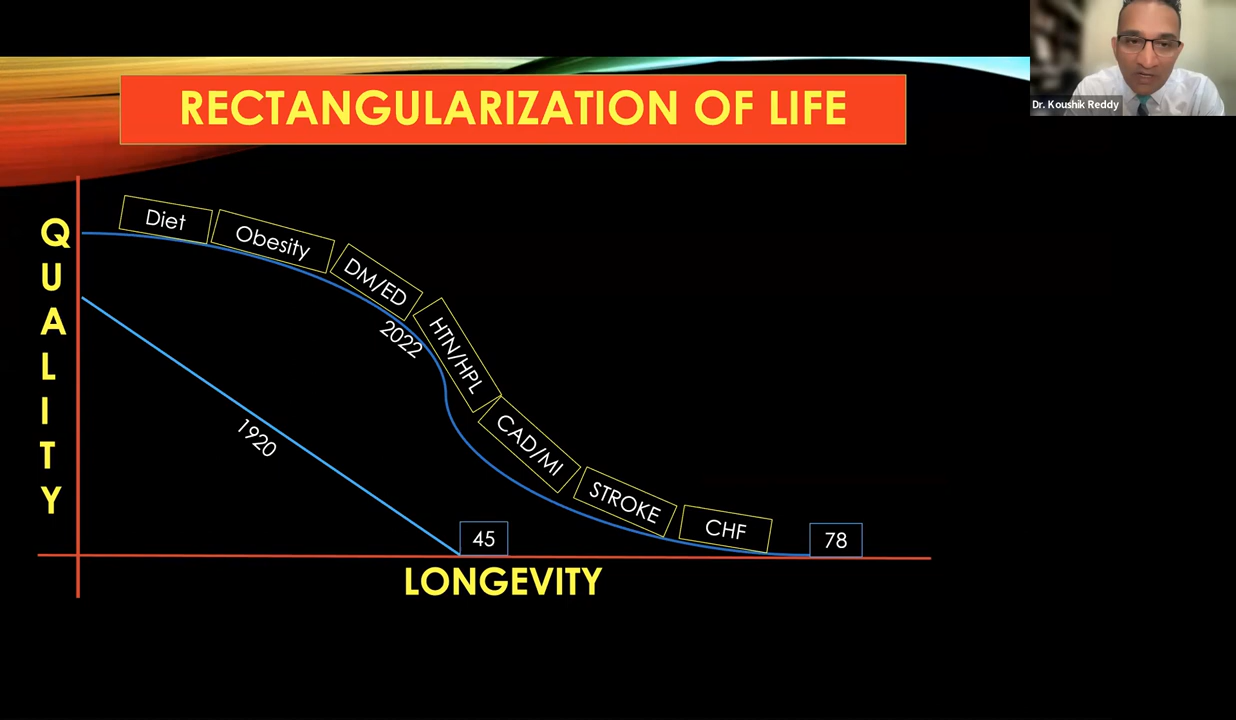 RECTANGULARIZATION OF LIFE
Dr. Koushik Reddy
QUALITY
Diet
Obesity
DM/ED
2022
HTN/HPL
1920
CAD/MI
STROKE
CHF
45
78
LONGEVITY